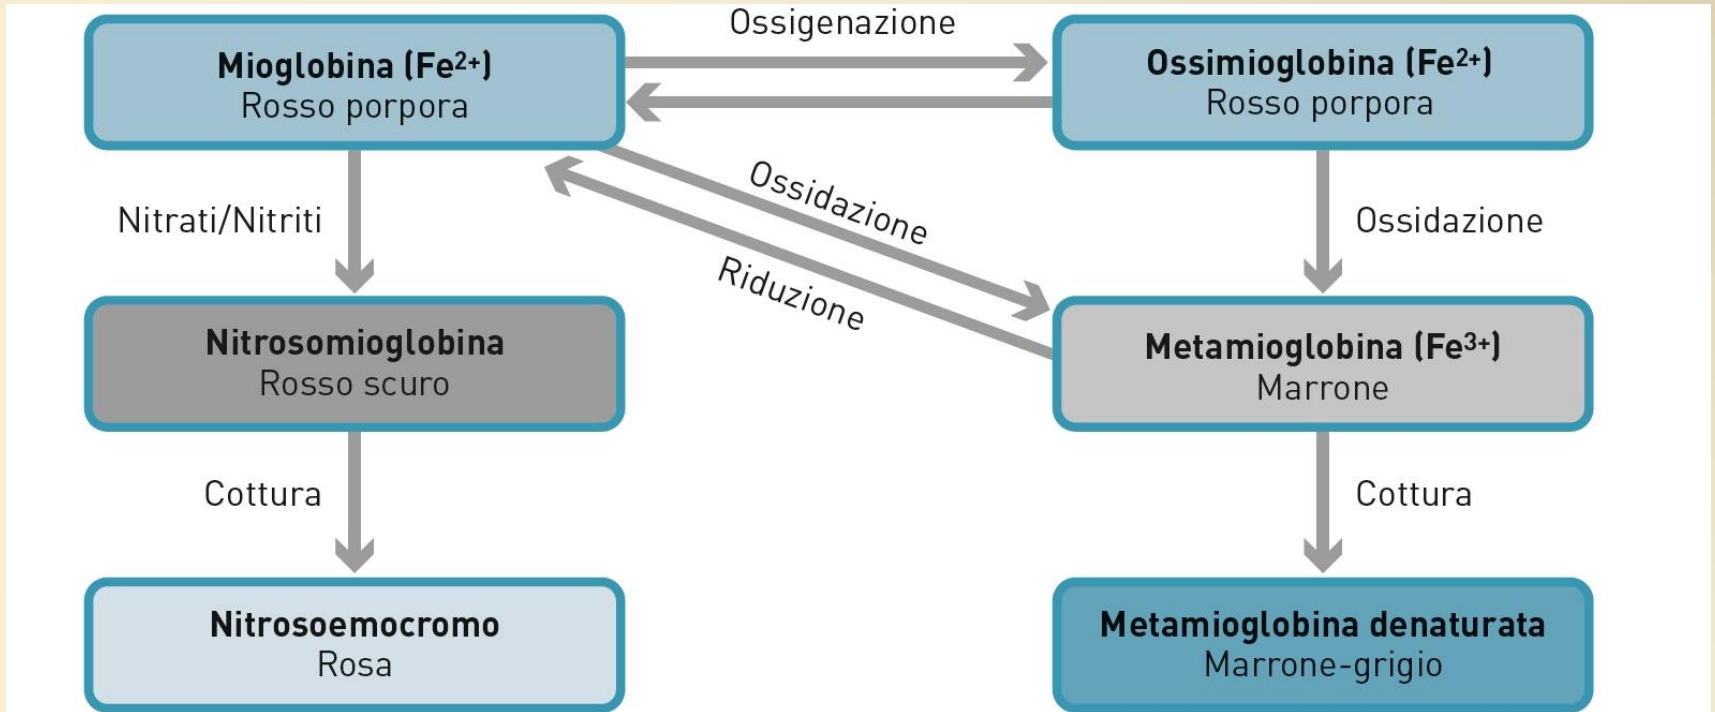 Ossigenazione
Mioglobina (Fe²⁺)
Rosso porpora
Ossimioglobina (Fe²⁺)
Rosso porpora
Ossidazione
Riduzione
Nitrati/Nitriti
Ossidazione
Nitrosomioglobina
Rosso scuro
Metamioglobina (Fe³⁺)
Marrone
Cottura
Cottura
Nitrosoemocromo
Rosa
Metamioglobina denaturata
Marrone-grigio